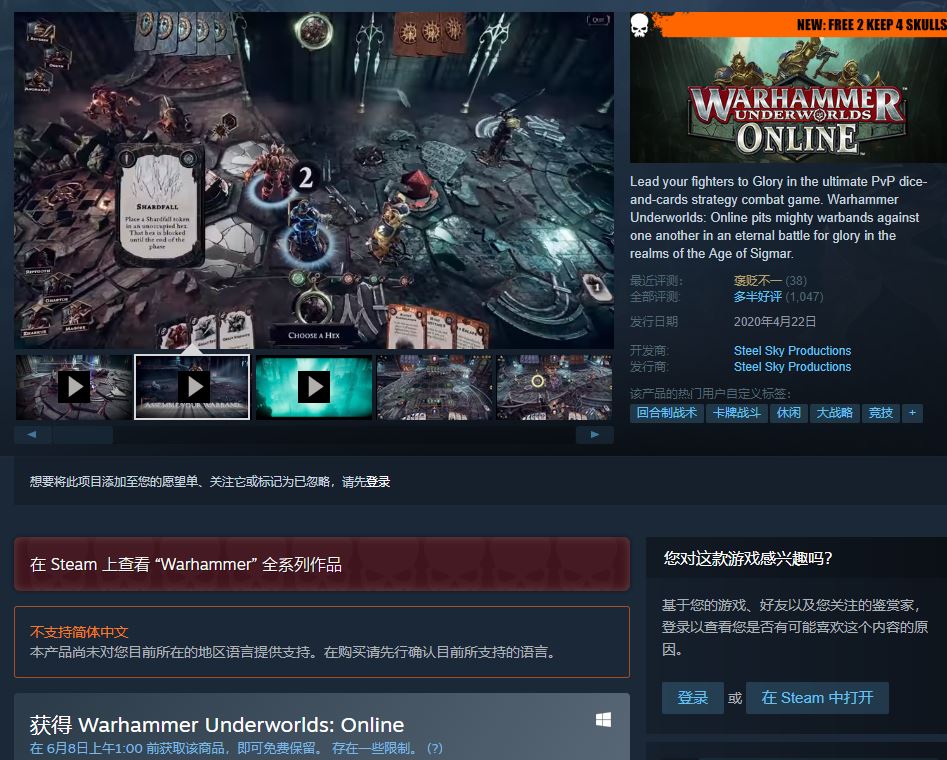 QUIT
2
SHARDFALL
Place a Shardfall token
in an unoccupied hex.
That hex is blocked
until the end of the
phase
1
CHOOSE A HEX
ASSEMBLE YOUR WARBAND
NEW: FREE 2 KEEP 4 SKULLS
WARHAMMER
UNDERWORLDS
ONLINE
Lead your fighters to Glory in the ultimate PvP dice-
and-cards strategy combat game. Warhammer
Underworlds: Online pits mighty warbands against
one another in an eternal battle for glory in the
realms of the Age of Sigmar.
最近评测: 褒贬不一 (38)
全部评测: 多半好评 (1,047)
发行日期 2020年4月22日
开发商: Steel Sky Productions
发行商: Steel Sky Productions
该产品的热门用户自定义标签:
回合制战术 卡牌战斗 休闲 大战略 竞技 +
想要将此项目添加至您的愿望单、关注它或标记为已忽略，请先登录
在 Steam 上查看 “Warhammer” 全系列作品
不支持简体中文
本产品尚未对您目前所在的地区语言提供支持。在购买请先行确认目前所支持的语言。
获得 Warhammer Underworlds: Online
在 6月8日上午1:00 前获取该商品，即可免费保留。 存在一些限制。 (?)
您对这款游戏感兴趣吗?
基于您的游戏、好友以及您关注的鉴赏家，
登录以查看您是否有可能喜欢这个内容的原
因。
登录 或 在 Steam 中打开